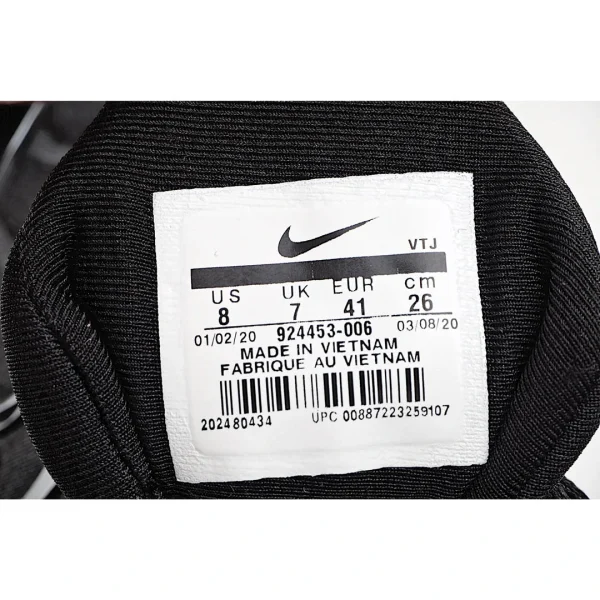 VTJ
US UK EUR cm
8 7 41 26
01/02/20 924453-006 03/08/20
MADE IN VIETNAM
FABRIQUE AU VIETNAM
202480434 UPC 00887223259107